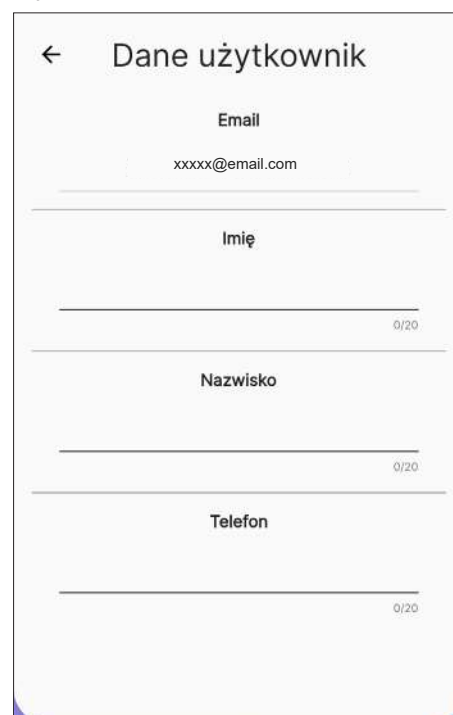 Dane użytkownik
Email
xxxxx@email.com
Imię
0/20
Nazwisko
0/20
Telefon
0/20